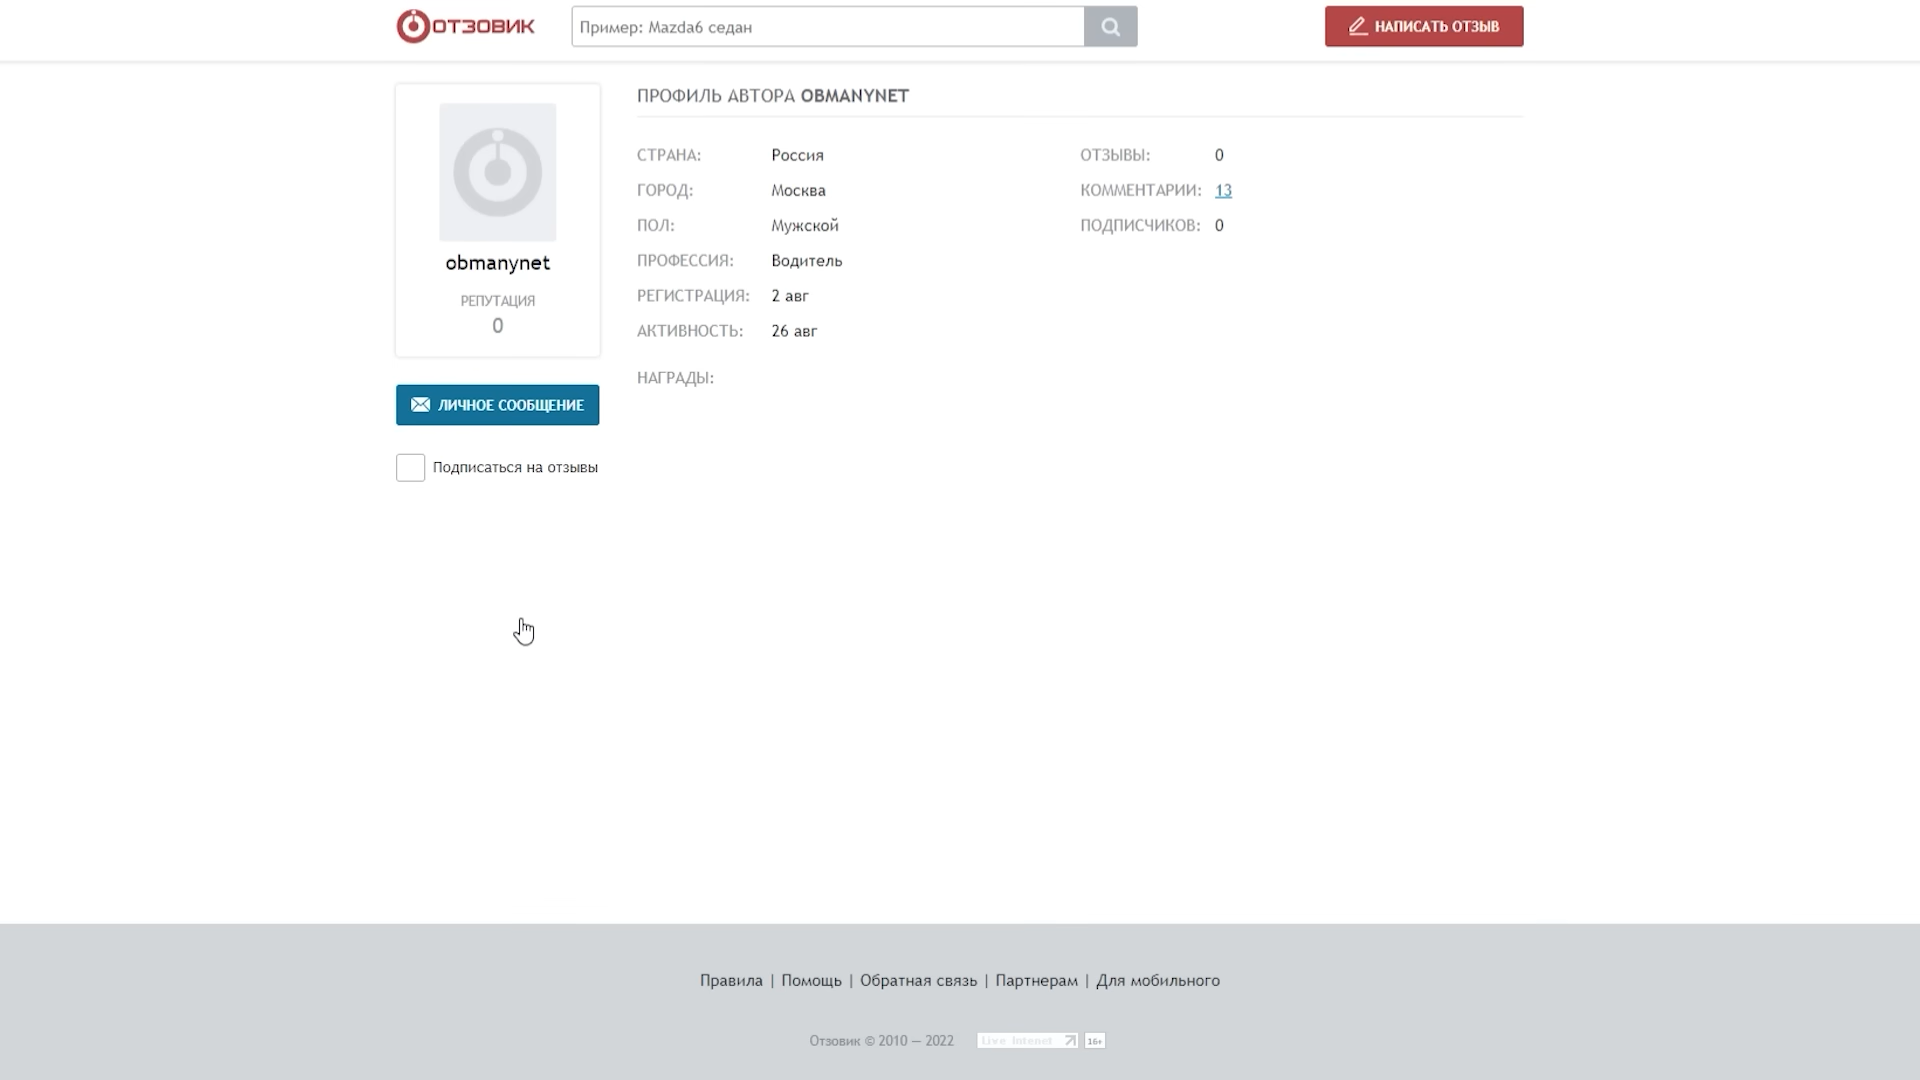 ОТЗОВИК
Пример: Mazda6 седан
НАПИСАТЬ ОТЗЫВ
ПРОФИЛЬ АВТОРА OBMANYNET
obmanynet
РЕПУТАЦИЯ
0
ЛИЧНОЕ СООБЩЕНИЕ
Подписаться на отзывы
СТРАНА: Россия
ГОРОД: Москва
ПОЛ: Мужской
ПРОФЕССИЯ: Водитель
РЕГИСТРАЦИЯ: 2 авг
АКТИВНОСТЬ: 26 авг
НАГРАДЫ:
ОТЗЫВЫ: 0
КОММЕНТАРИИ: 13
ПОДПИСЧИКОВ: 0
Правила | Помощь | Обратная связь | Партнерам | Для мобильного
Отзовик © 2010 — 2022 Live Intenet 16+